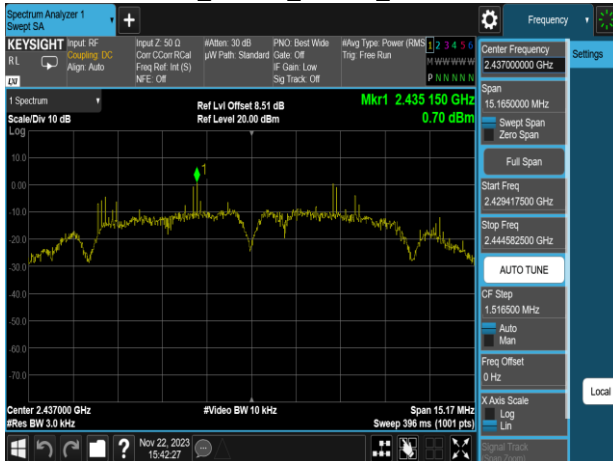 Spectrum Analyzer 1
Swept SA
+
Frequency
KEYSIGHT
RL
LXI
Input: RF
Coupling: DC
Align: Auto
Input Z: 50 Ω
Corr CCorr RCal
Freq Ref: Int (S)
NFE: Off
#Atten: 30 dB
µW Path: Standard
PNO: Best Wide
Gate: Off
IF Gain: Low
Sig Track: Off
#Avg Type: Power (RMS
Trig: Free Run
1 2 3 4 5 6
M W W W W W
P N N N N N
Center Frequency
2.437000000 GHz
Settings
Span
15.1650000 MHz
Swept Span
Zero Span
Full Span
Start Freq
2.429417500 GHz
Stop Freq
2.444582500 GHz
AUTO TUNE
CF Step
1.516500 MHz
Auto
Man
Freq Offset
0 Hz
X Axis Scale
Log
Lin
Signal Track
(Span Zoom)
Local
1 Spectrum
Scale/Div 10 dB
Log
Ref Lvl Offset 8.51 dB
Ref Level 20.00 dBm
Mkr1 2.435 150 GHz
0.70 dBm
1
10.0
0.00
-10.0
-20.0
-30.0
-40.0
-50.0
-60.0
-70.0
Center 2.437000 GHz
#Res BW 3.0 kHz
#Video BW 10 kHz
Span 15.17 MHz
Sweep 396 ms (1001 pts)
?
Nov 22, 2023
15:42:27